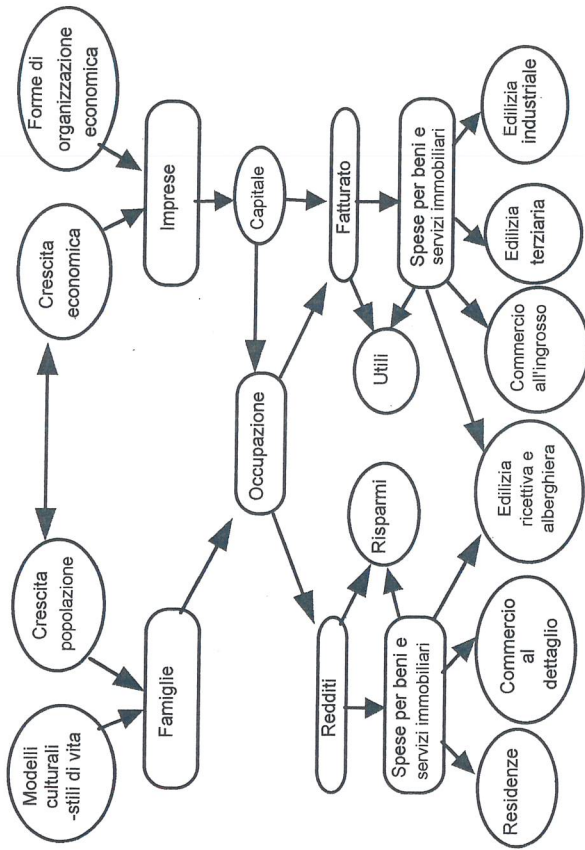 Modelli
culturali
-stili di vita
Crescita
popolazione
Crescita
economica
Forme di
organizzazione
economica
Famiglie
Imprese
Occupazione
Capitale
Redditi
Risparmi
Utili
Fatturato
Spese per beni e
servizi immobiliari
Spese per beni e
servizi immobiliari
Residenze
Commercio
al
dettaglio
Edilizia
ricettiva e
alberghiera
Commercio
all'ingrosso
Edilizia
terziaria
Edilizia
industriale